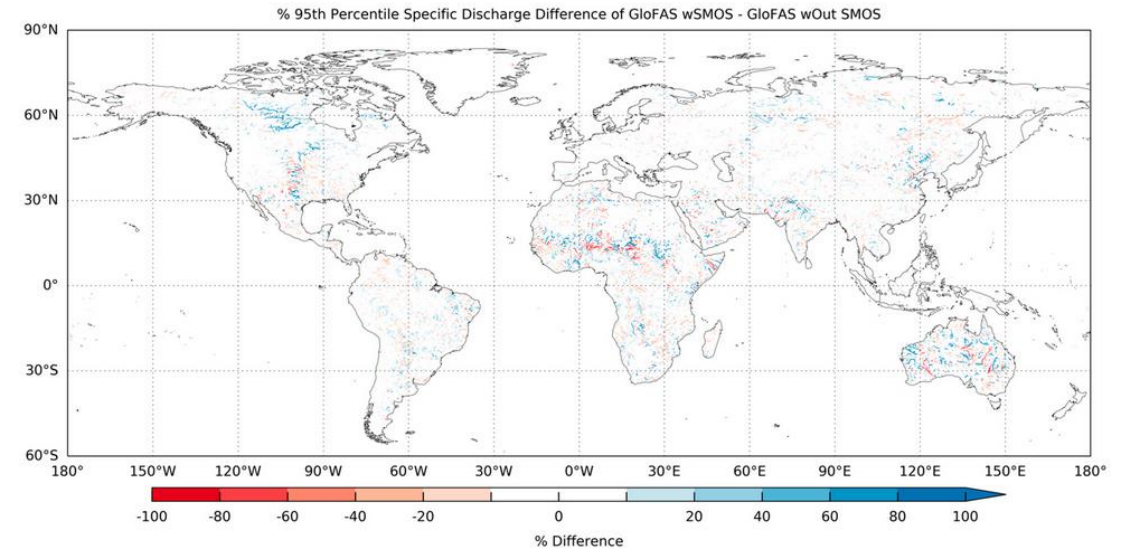 % 95th Percentile Specific Discharge Difference of GloFAS wSMOS - GloFAS wOut SMOS
90°N
60°N
30°N
0°
30°S
60°S
180° 150°W 120°W 90°W 60°W 30°W 0°W 30°E 60°E 90°E 120°E 150°E 180°
-100 -80 -60 -40 -20 0 20 40 60 80 100
% Difference